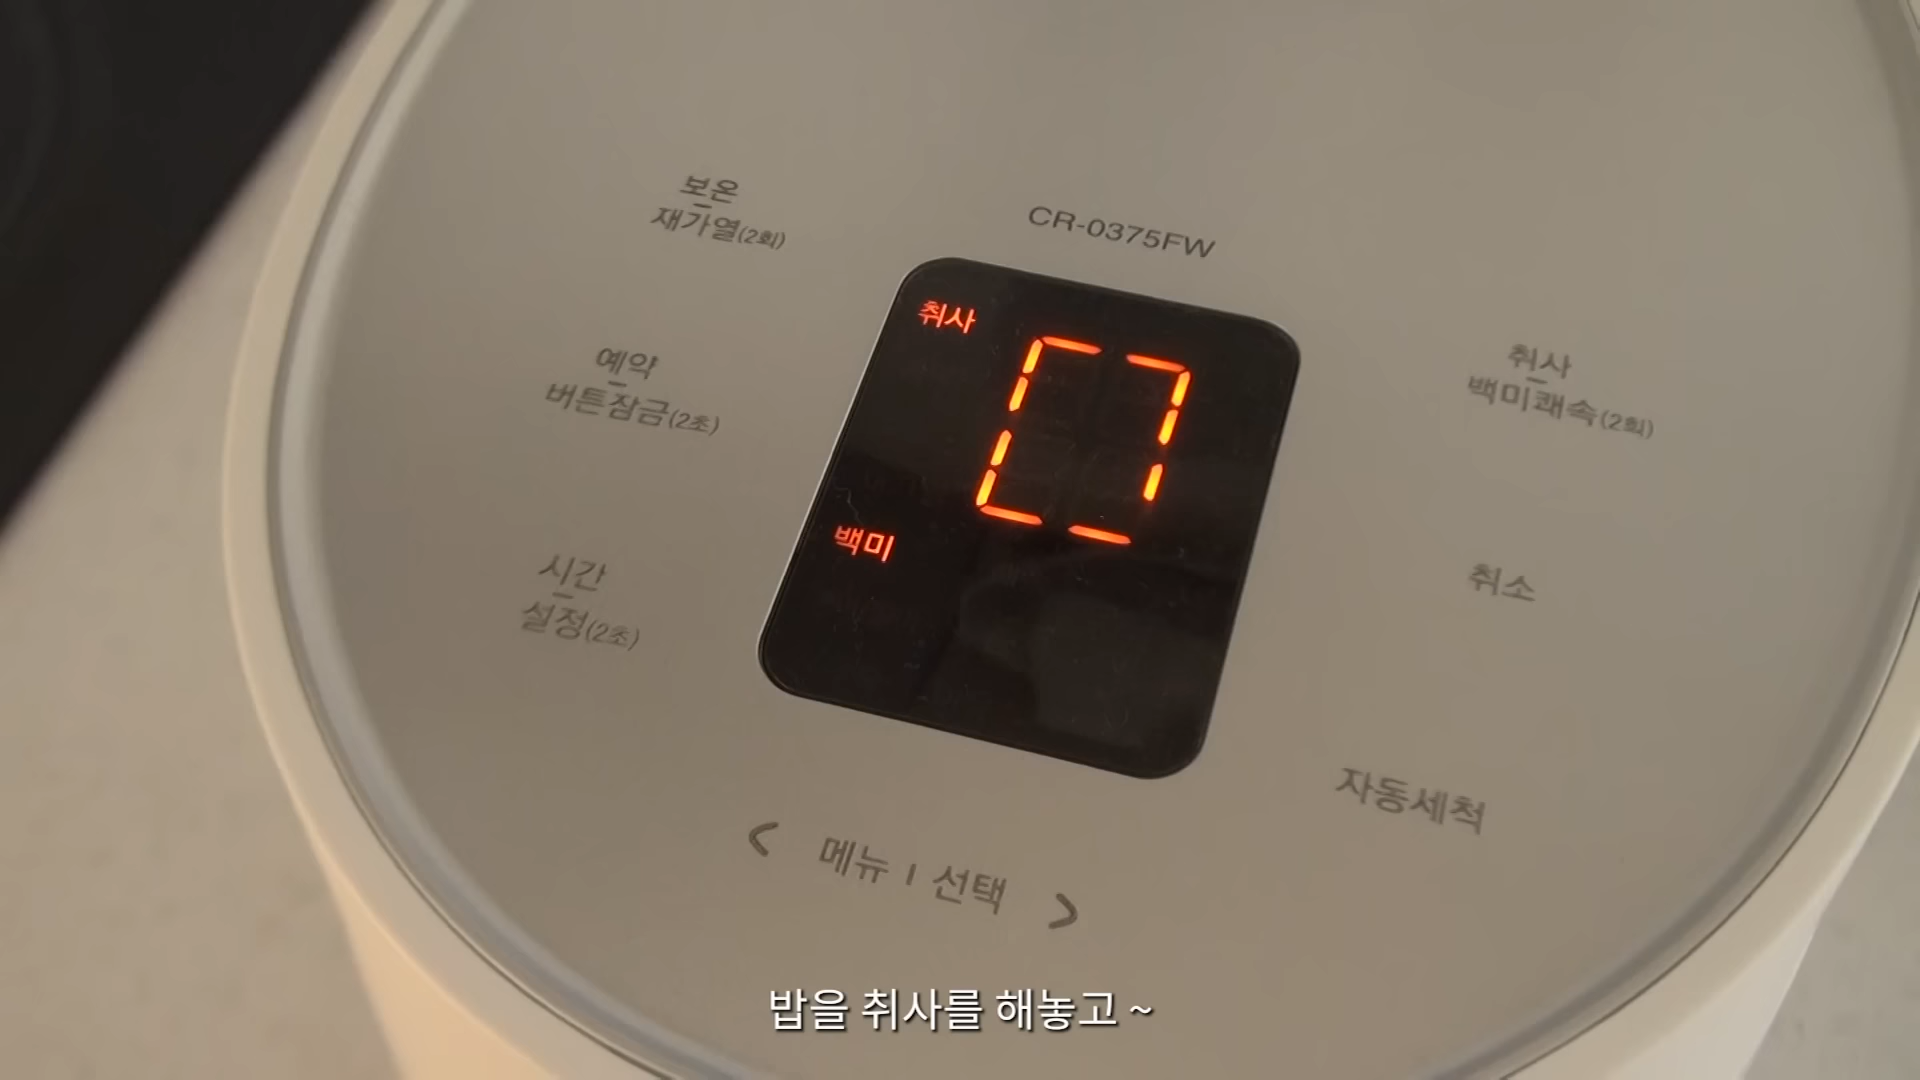 보온
재가열(2회)
CR-0375FW
취사
예약
버튼잠금(2초)
취사
백미쾌속(2회)
백미
시간
설정(2초)
취소
자동세척
< 메뉴 | 선택 >
밥을 취사를 해놓고 ~